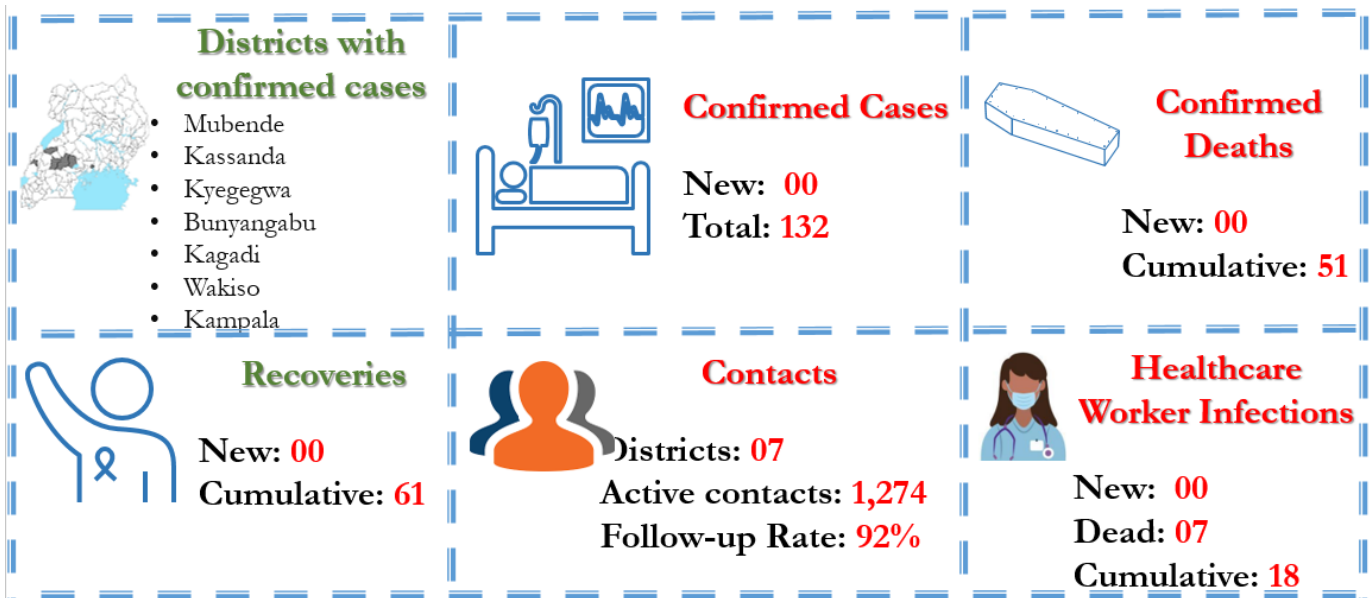 Districts with
confirmed cases
• Mubende
• Kassanda
• Kyegegwa
• Bunyangabu
• Kagadi
• Wakiso
• Kampala
Confirmed Cases
New: 00
Total: 132
Confirmed
Deaths
New: 00
Cumulative: 51
Recoveries
New: 00
Cumulative: 61
Contacts
Districts: 07
Active contacts: 1,274
Follow-up Rate: 92%
Healthcare
Worker Infections
New: 00
Dead: 07
Cumulative: 18